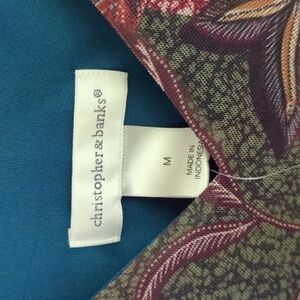 christopher & banks®
M
MADE IN
INDONESIA